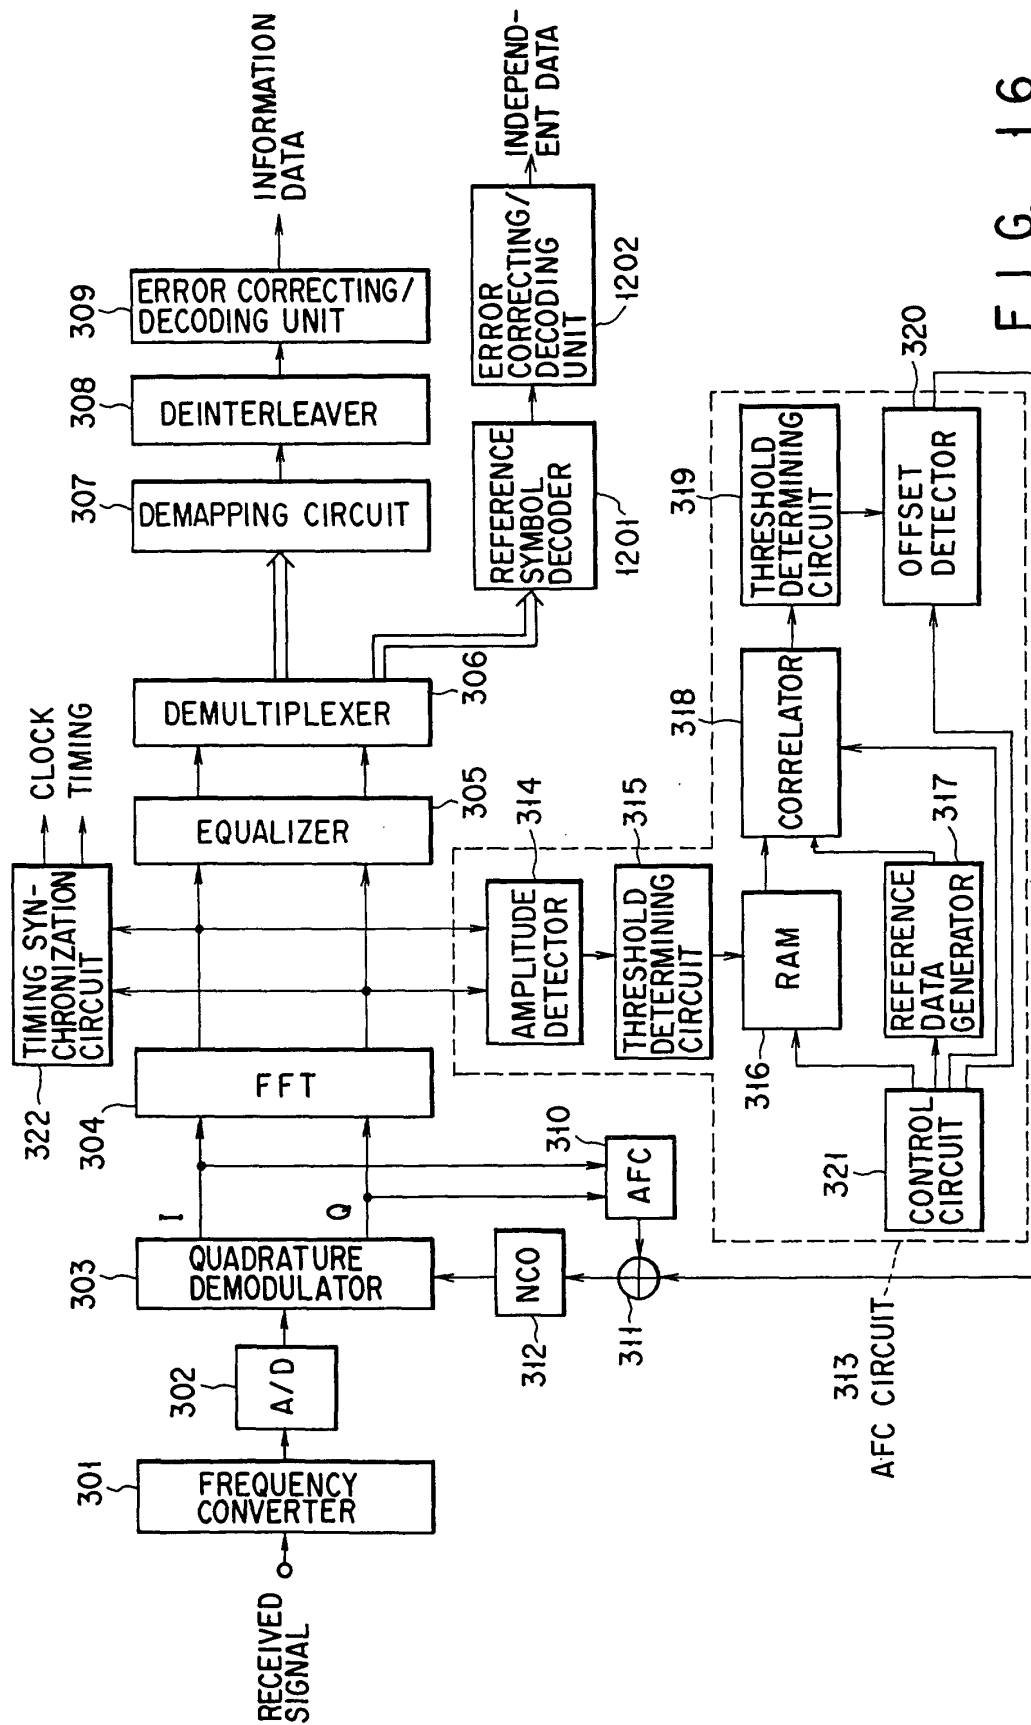 RECEIVED
SIGNAL
301
FREQUENCY
CONVERTER
302
A/D
303
QUADRATURE
DEMODULATOR
I
Q
304
FFT
322
TIMING SYN-
CHRONIZATION
CIRCUIT
CLOCK
TIMING
EQUALIZER
305
DEMULTIPLEXER
306
307
DEMAPPING CIRCUIT
308
DEINTERLEAVER
309
ERROR CORRECTING/
DECODING UNIT
INFORMATION
DATA
REFERENCE
SYMBOL
DECODER
1201
ERROR
CORRECTING/
DECODING
UNIT
1202
INDEPEND-
ENT DATA
310
AFC
311
NCO
312
313
AFC CIRCUIT
AMPLITUDE
DETECTOR
314
THRESHOLD
DETERMINING
CIRCUIT
315
RAM
316
REFERENCE
DATA
GENERATOR
317
318
CORRELATOR
319
THRESHOLD
DETERMINING
CIRCUIT
OFFSET
DETECTOR
320
321
CONTROL
CIRCUIT
FIG. 16